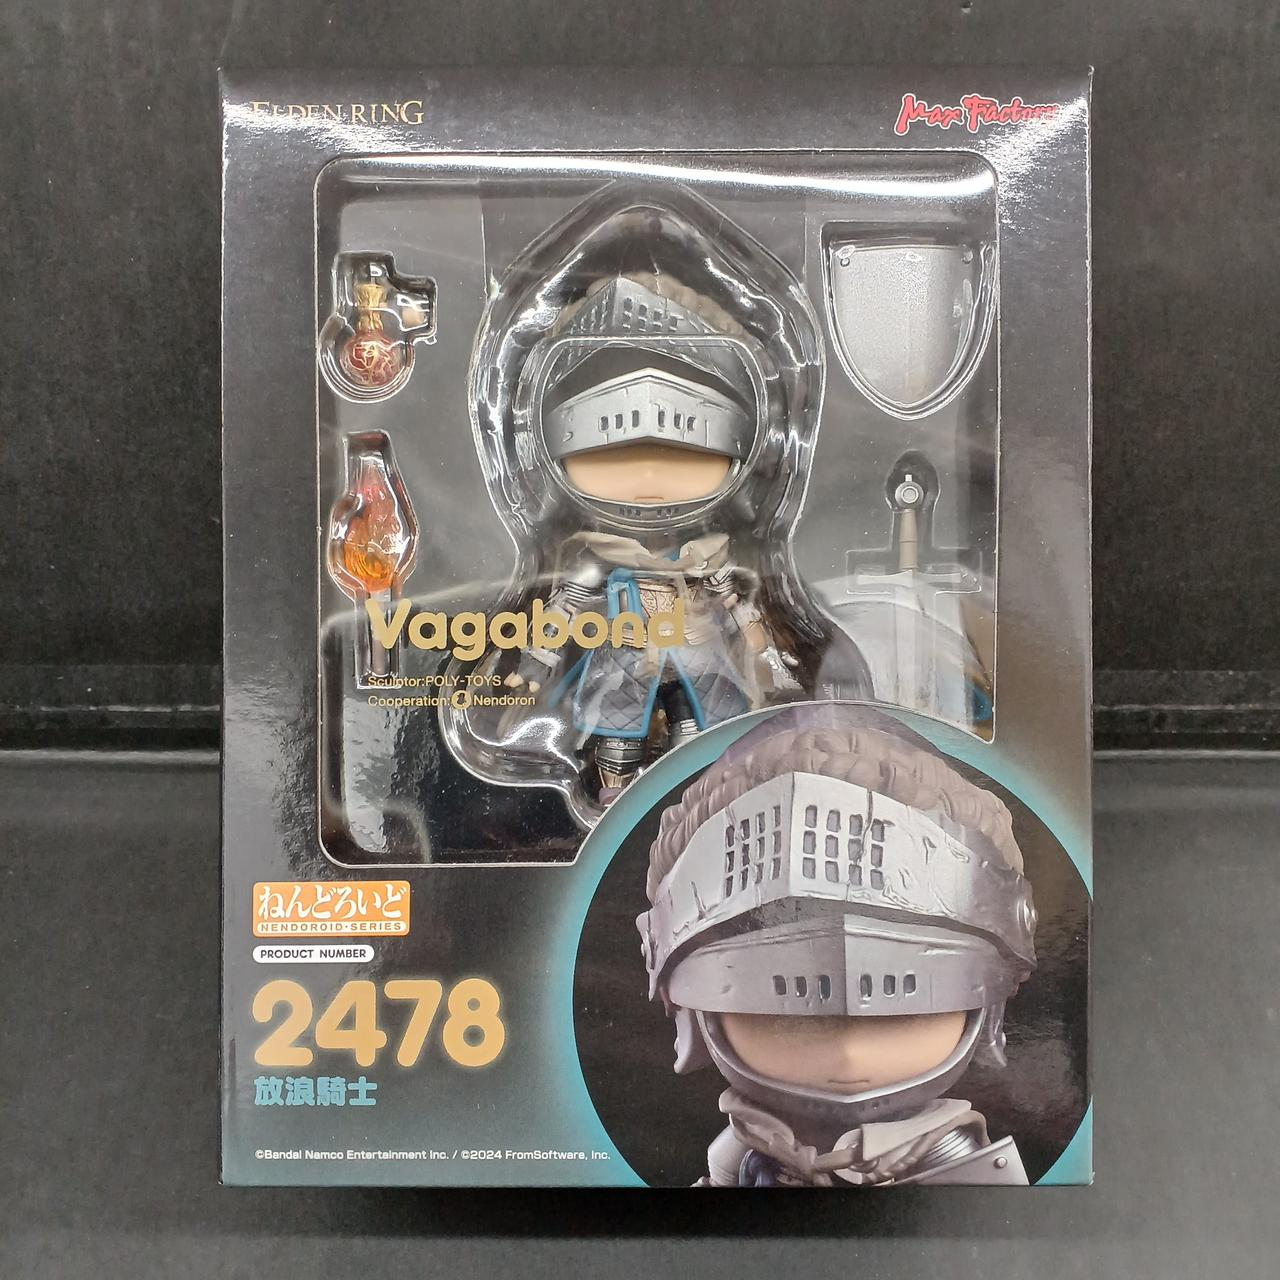 ELDEN RING
Max Factory
Vagabond
Sculptor:POLY-TOYS
Cooperation: Nendoron
ねんどろいど
NENDOROID・SERIES
PRODUCT NUMBER
2478
放浪騎士
©Bandai Namco Entertainment Inc. / ©2024 FromSoftware, Inc.